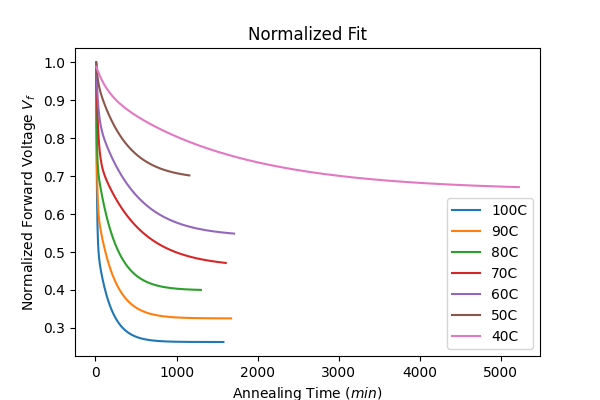 Normalized Fit
Normalized Forward Voltage V_f
1.0
0.9
0.8
0.7
0.6
0.5
0.4
0.3
0
1000
2000
3000
4000
5000
Annealing Time (min)
100C
90C
80C
70C
60C
50C
40C